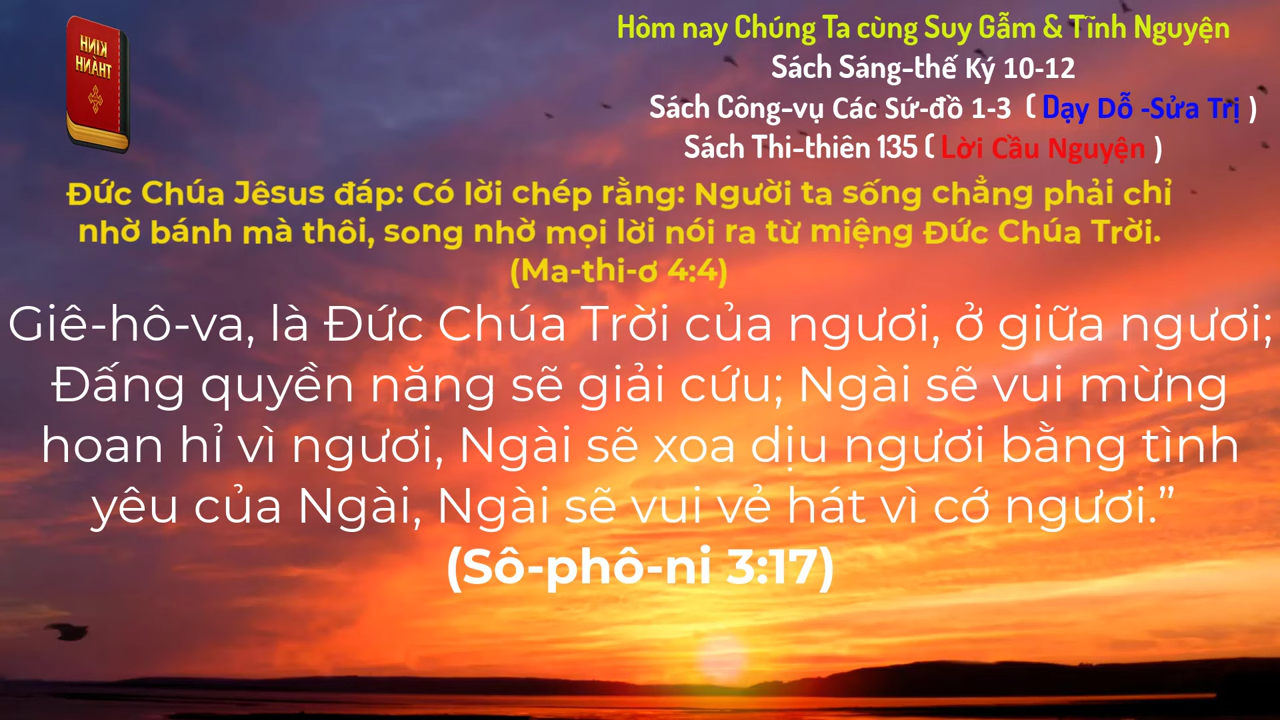 KINH
THÁNH
Hôm nay Chúng Ta cùng Suy Gẫm & Tĩnh Nguyện
Sách Sáng-thế Ký 10-12
Sách Công-vụ Các Sứ-đồ 1-3 ( Dạy Dỗ -Sửa Trị )
Sách Thi-thiên 135 ( Lời Cầu Nguyện )
Đức Chúa Jêsus đáp: Có lời chép rằng: Người ta sống chẳng phải chỉ
nhờ bánh mà thôi, song nhờ mọi lời nói ra từ miệng Đức Chúa Trời.
(Ma-thi-ơ 4:4)
Giê-hô-va, là Đức Chúa Trời của ngươi, ở giữa ngươi;
Đấng quyền năng sẽ giải cứu; Ngài sẽ vui mừng
hoan hỉ vì ngươi, Ngài sẽ xoa dịu ngươi bằng tình
yêu của Ngài, Ngài sẽ vui vẻ hát vì cớ ngươi.”
(Sô-phô-ni 3:17)